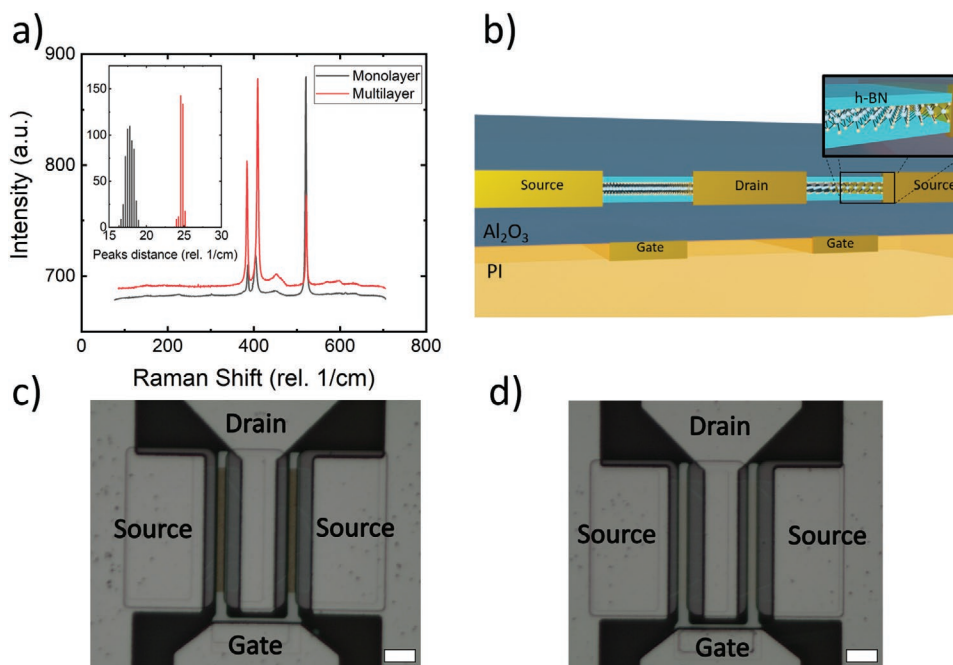 a)
900
800
700
Intensity (a.u.)
0
200
400
600
800
Raman Shift (rel. 1/cm)
Monolayer
Multilayer
150
100
50
0
15
20
25
30
Peaks distance (rel. 1/cm)
b)
h-BN
Source
Drain
Source
Al₂O₃
Gate
Gate
PI
c)
Drain
Source
Source
Gate
d)
Drain
Source
Source
Gate